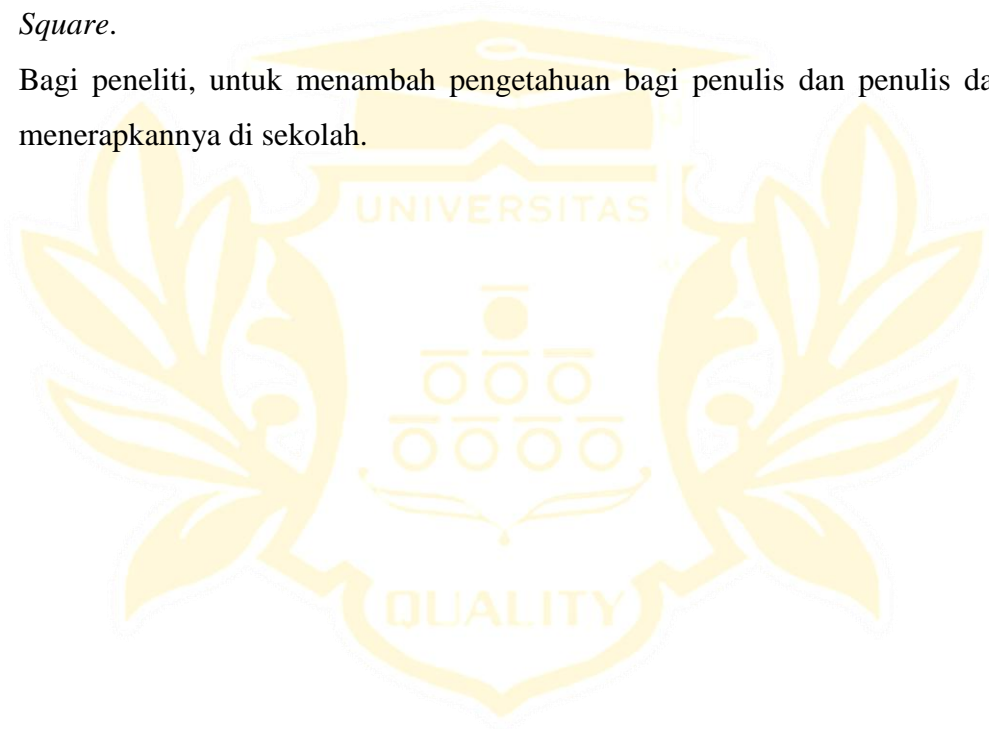 Square.
Bagi peneliti, untuk menambah pengetahuan bagi penulis dan penulis da
menerapkannya di sekolah.
UNIVERSITAS
QUALITY